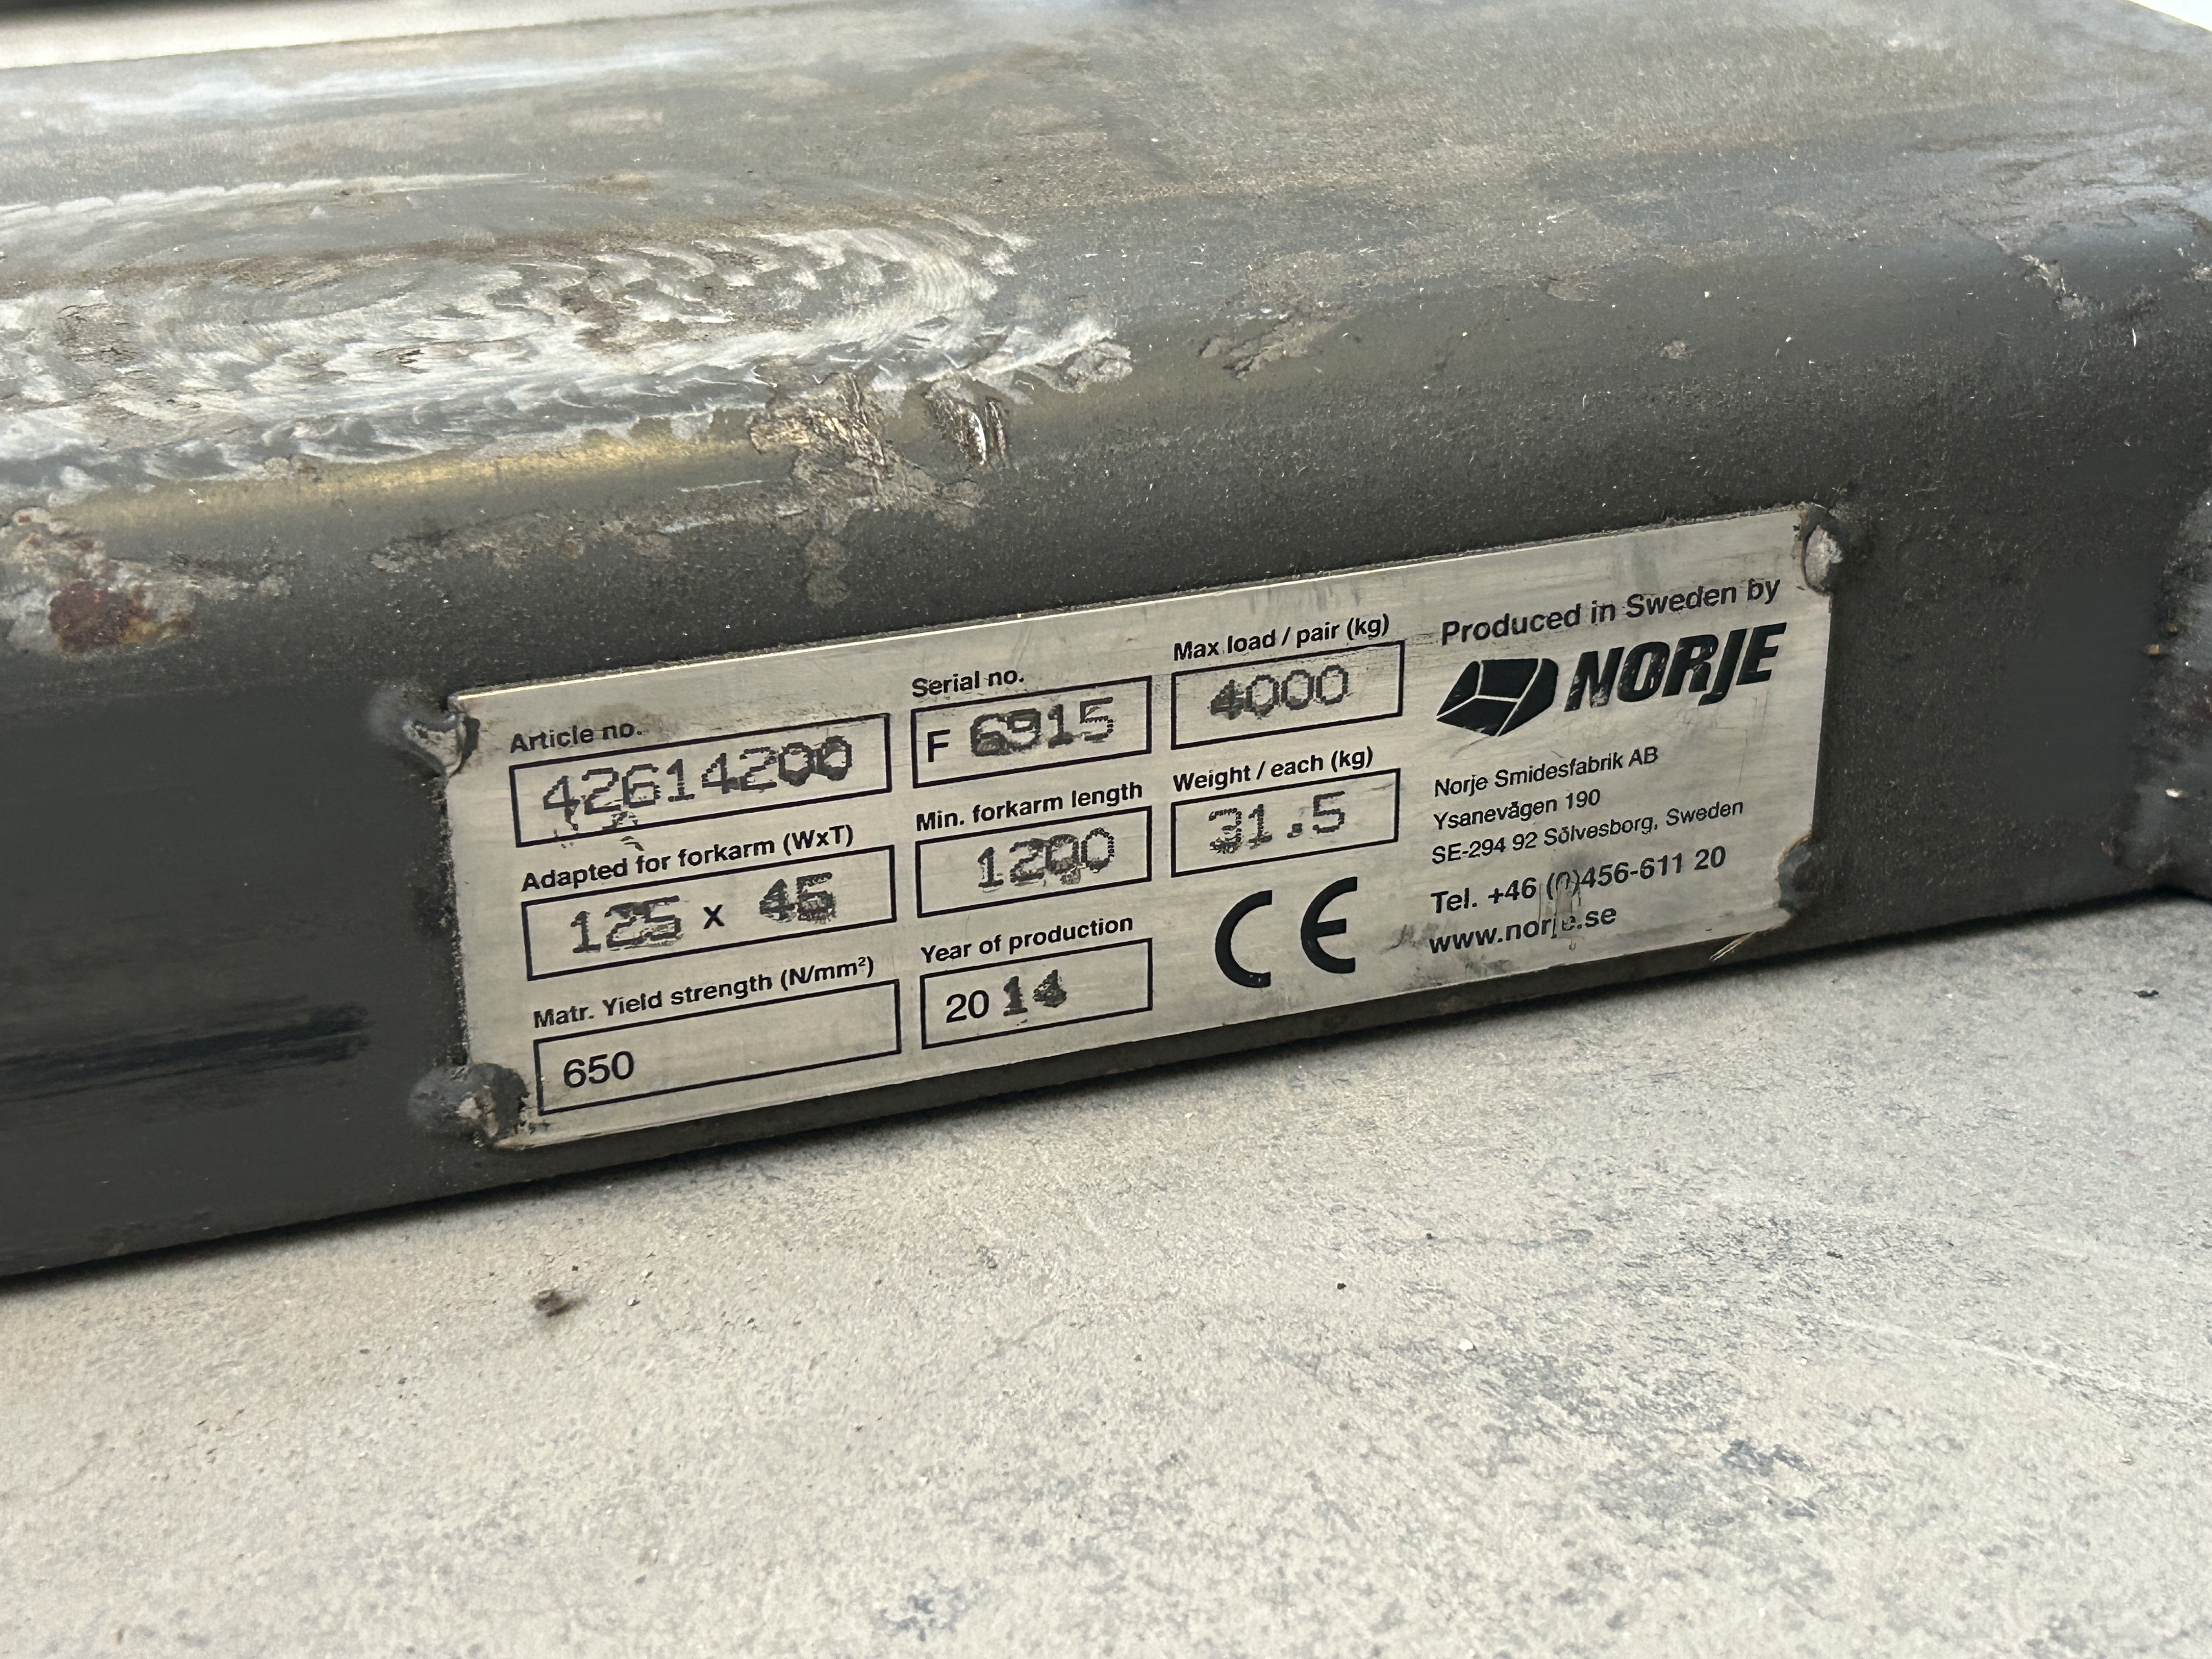 Article no.
42614200
Serial no.
F 6915
Max load / pair (kg)
4000
Adapted for forkarm (WxT)
125 x 45
Min. forkarm length
1200
Weight / each (kg)
31.5
Matr. Yield strength (N/mm²)
650
Year of production
2014
CE
Produced in Sweden by
NORJE
Norje Smidesfabrik AB
Ysanevägen 190
SE-294 92 Sölvesborg, Sweden
Tel. +46 (0)456-611 20
www.norje.se